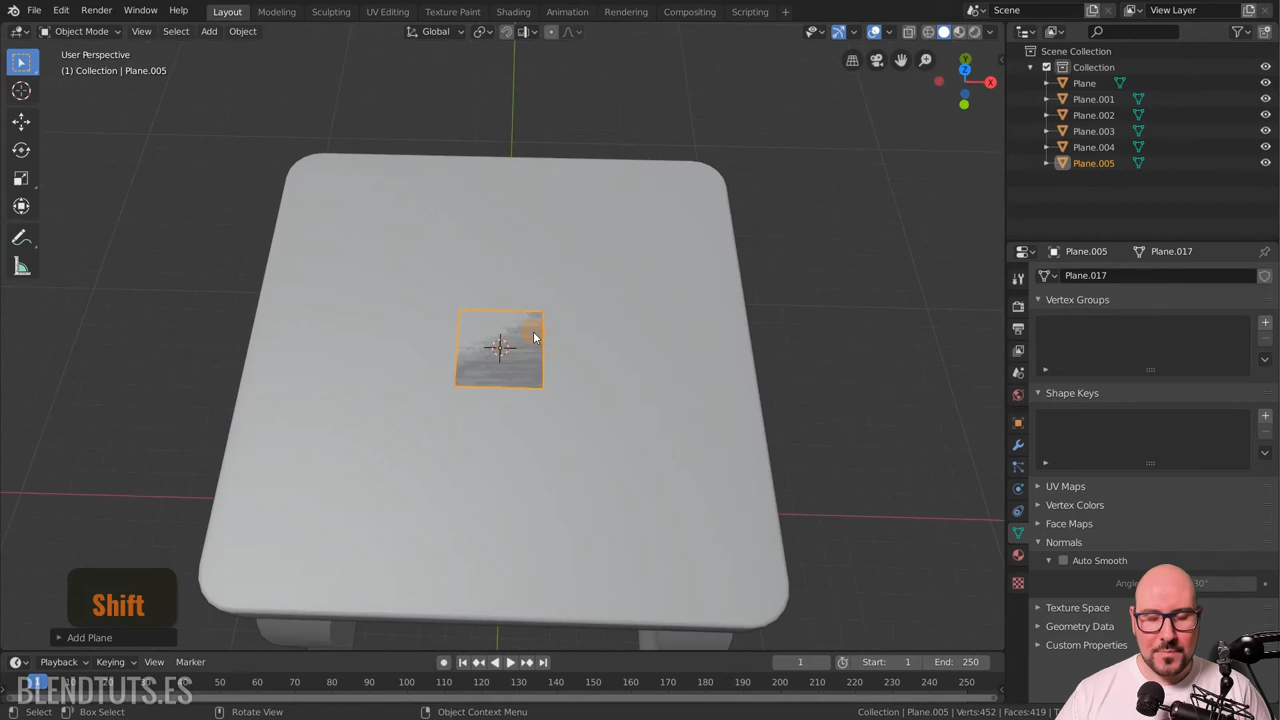 File Edit Render Window Help Layout Modeling Sculpting UV Editing Texture Paint Shading Animation Rendering Compositing Scripting + Scene View Layer
Object Mode View Select Add Object Global
User Perspective
(1) Collection | Plane.005
Y
Z
X
Scene Collection
Collection
Plane
Plane.001
Plane.002
Plane.003
Plane.004
Plane.005
Plane.005 Plane.017
Plane.017
Vertex Groups
Shape Keys
UV Maps
Vertex Colors
Face Maps
Normals
Auto Smooth
30°
Texture Space
Geometry Data
Custom Properties
Shift
Add Plane
Playback Keying View Marker 1 Start: 1 End: 250
1 10 20 30 40 50 60 70 80 90 100 110 120 130 140 150 160 170 180 190 200 210 220 230 240 250
BLENDTUTS.ES
Select Box Select Rotate View Object Context Menu Collection | Plane.005 | Verts:452 | Faces:419 |